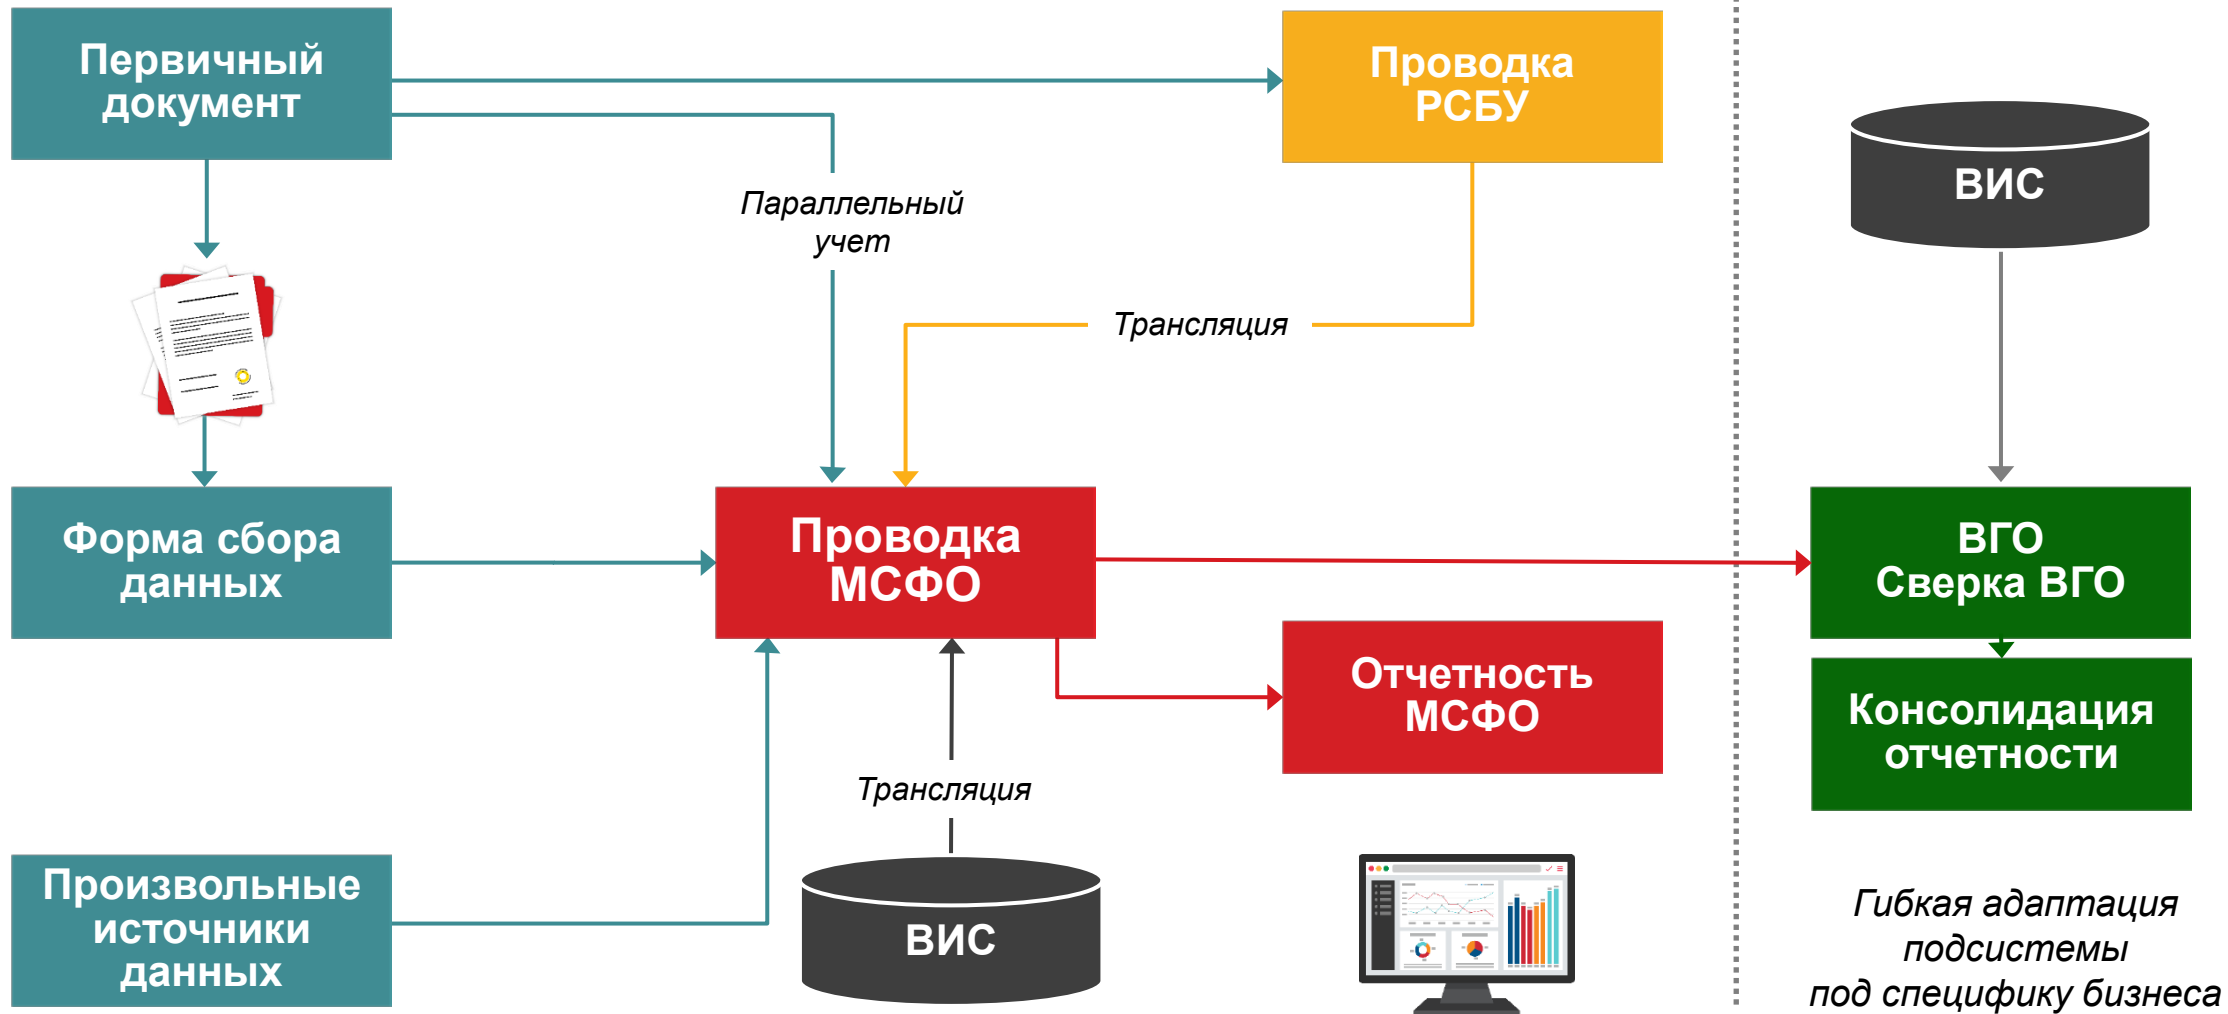 Первичный
документ
Проводка
РСБУ
ВИС
Параллельный
учет
Трансляция
Форма сбора
данных
Проводка
МСФО
ВГО
Сверка ВГО
Отчетность
МСФО
Консолидация
отчетности
Трансляция
Произвольные
источники
данных
ВИС
Гибкая адаптация
подсистемы
под специфику бизнеса